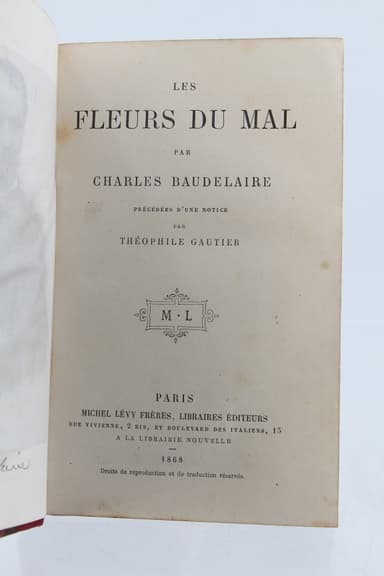 LES
FLEURS DU MAL
PAR
CHARLES BAUDELAIRE
PRÉCÉDÉES D'UNE NOTICE
PAR
THÉOPHILE GAUTIER
M · L
PARIS
MICHEL LÉVY FRÈRES, LIBRAIRES ÉDITEURS
RUE VIVIENNE, 2 BIS, ET BOULEVARD DES ITALIENS, 15
A LA LIBRAIRIE NOUVELLE
1868
Droits de reproduction et de traduction réservés.